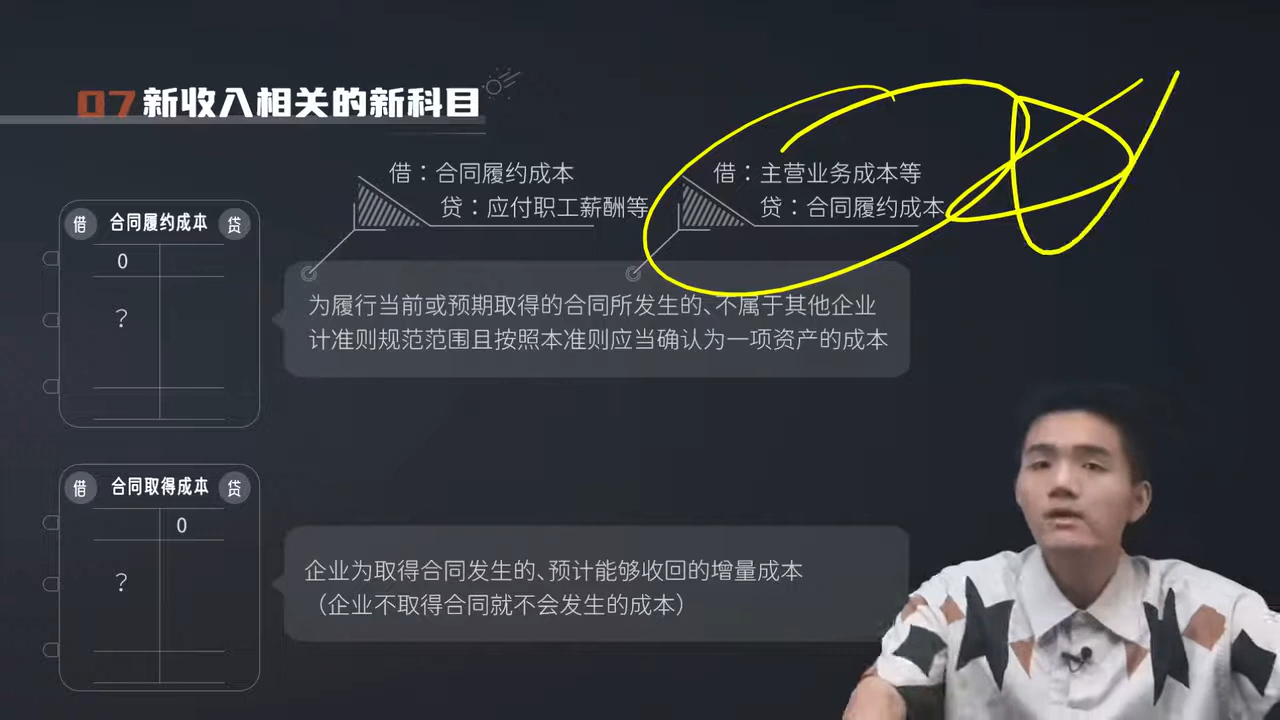 07新收入相关的新科目
借：合同履约成本
贷：应付职工薪酬等
借：主营业务成本等
贷：合同履约成本
借 合同履约成本 贷
0
?
为履行当前或预期取得的合同所发生的、不属于其他企业
计准则规范范围且按照本准则应当确认为一项资产的成本
借 合同取得成本 贷
0
?
企业为取得合同发生的、预计能够收回的增量成本
（企业不取得合同就不会发生的成本）